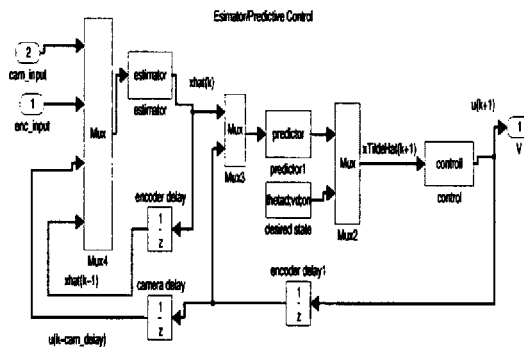 Esimator/Predictive Control
2
cam_input
1
enc_input
Mux
Mux4
estimator
estimator
xhat(k)
Mux
Mux3
predictor
predictor1
desired state
Mux
Mux2
xTildeHat(k+1)
controll
control
u(k+1)
1
V
encoder delay
1
z
xhat(k-1)
camera delay
1
z
u(k-cam_delay)
encoder delay1
1
z